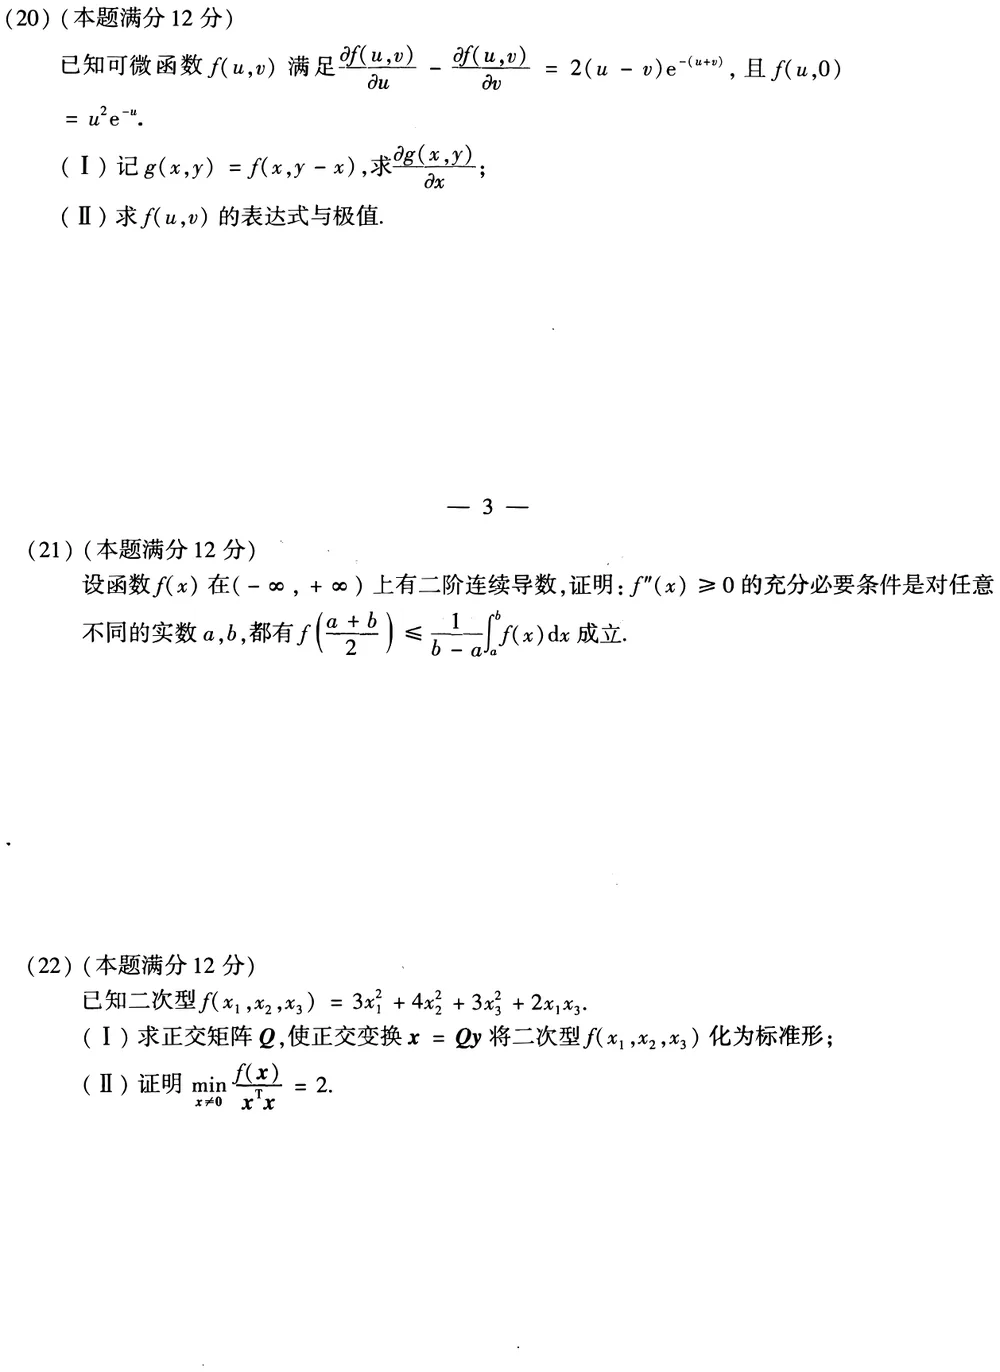 (20) (本题满分 12 分)
已知可微函数 f(u,v) 满足 ∂f(u,v)/∂u - ∂f(u,v)/∂v = 2(u - v)e^{-(u+v)}, 且 f(u,0)
= u²e^{-u}.
(Ⅰ) 记 g(x,y) = f(x,y - x), 求 ∂g(x,y)/∂x;
(Ⅱ) 求 f(u,v) 的表达式与极值.
— 3 —
(21) (本题满分 12 分)
设函数 f(x) 在 (- ∞, + ∞) 上有二阶连续导数, 证明: f″(x) ≥ 0 的充分必要条件是对任意
不同的实数 a,b, 都有 f((a + b)/2) ≤ 1/(b - a) ∫_a^b f(x)dx 成立.
(22) (本题满分 12 分)
已知二次型 f(x₁,x₂,x₃) = 3x₁² + 4x₂² + 3x₃² + 2x₁x₃.
(Ⅰ) 求正交矩阵 Q, 使正交变换 x = Qy 将二次型 f(x₁,x₂,x₃) 化为标准形;
(Ⅱ) 证明 min_{x≠0} f(x)/(x^T x) = 2.